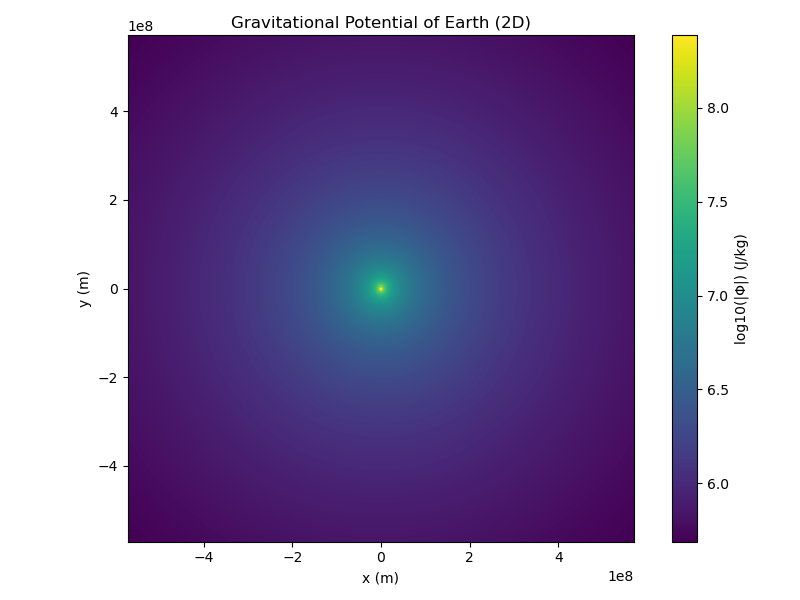 Gravitational Potential of Earth (2D)
1e8
4
2
0
−2
−4
y (m)
−4 −2 0 2 4
1e8
x (m)
8.0
7.5
7.0
6.5
6.0
log10(|Φ|) (J/kg)